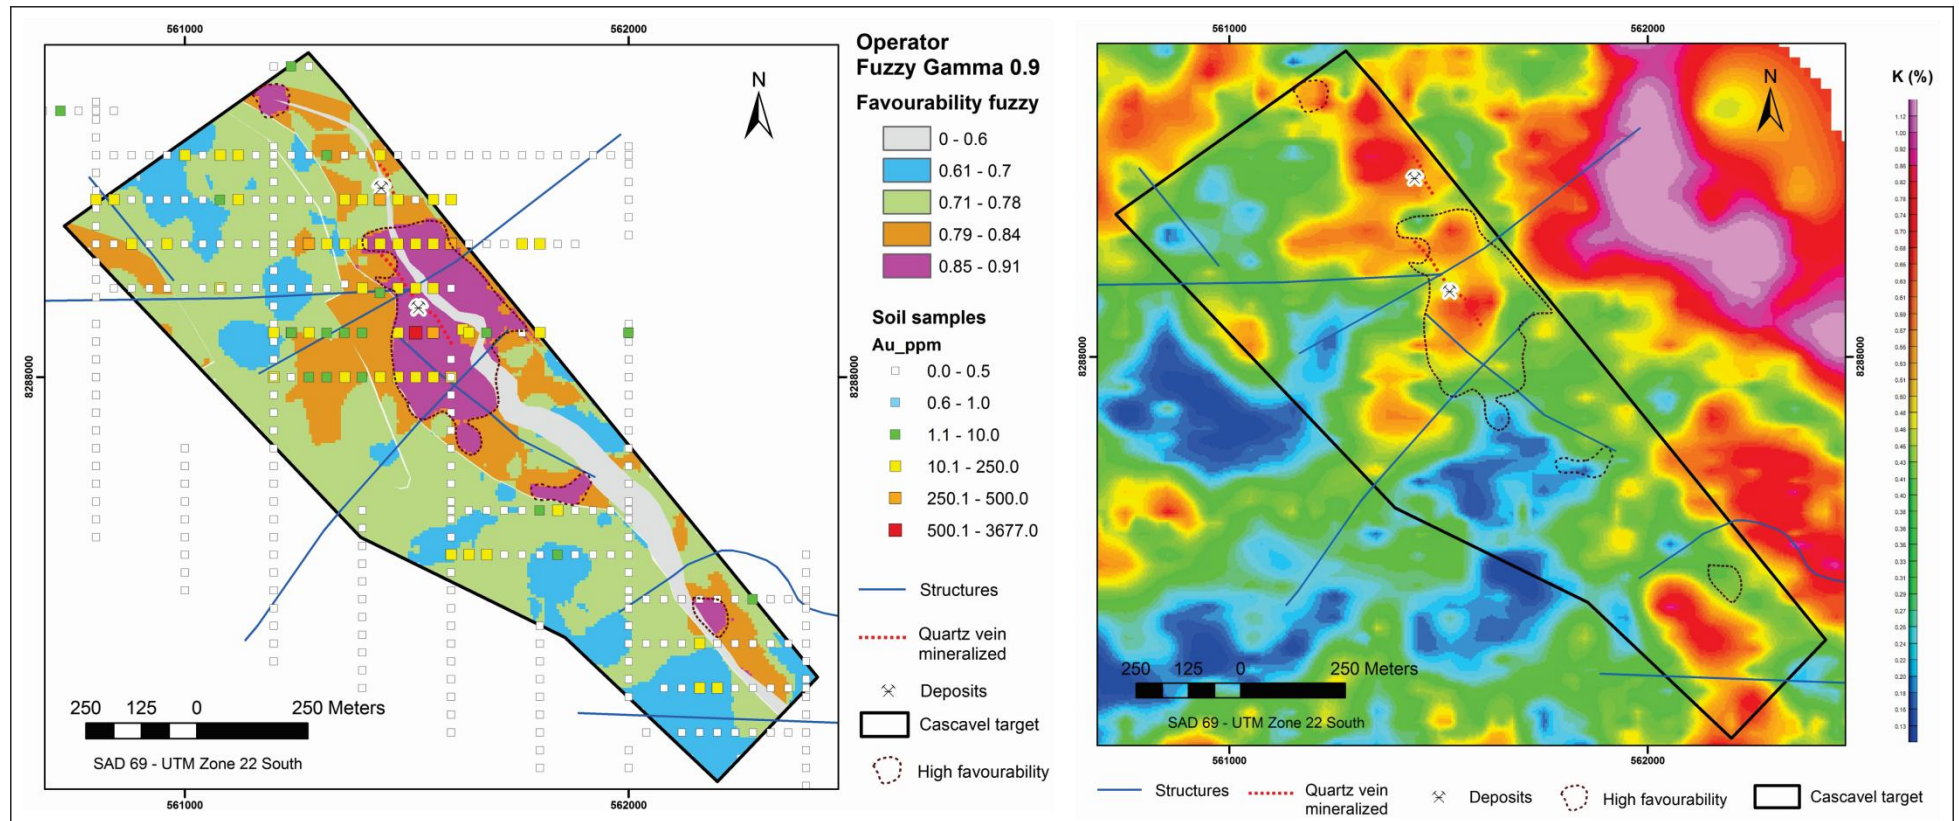 561000
562000
8288000
8288000
N
250 125 0 250 Meters
SAD 69 - UTM Zone 22 South
561000
562000
Operator
Fuzzy Gamma 0.9
Favourability fuzzy
0 - 0.6
0.61 - 0.7
0.71 - 0.78
0.79 - 0.84
0.85 - 0.91
Soil samples
Au_ppm
0.0 - 0.5
0.6 - 1.0
1.1 - 10.0
10.1 - 250.0
250.1 - 500.0
500.1 - 3677.0
Structures
Quartz vein
mineralized
Deposits
Cascavel target
High favourability
561000
562000
8288000
8288000
N
250 125 0 250 Meters
SAD 69 - UTM Zone 22 South
561000
562000
K (%)
Structures
Quartz vein
mineralized
Deposits
High favourability
Cascavel target